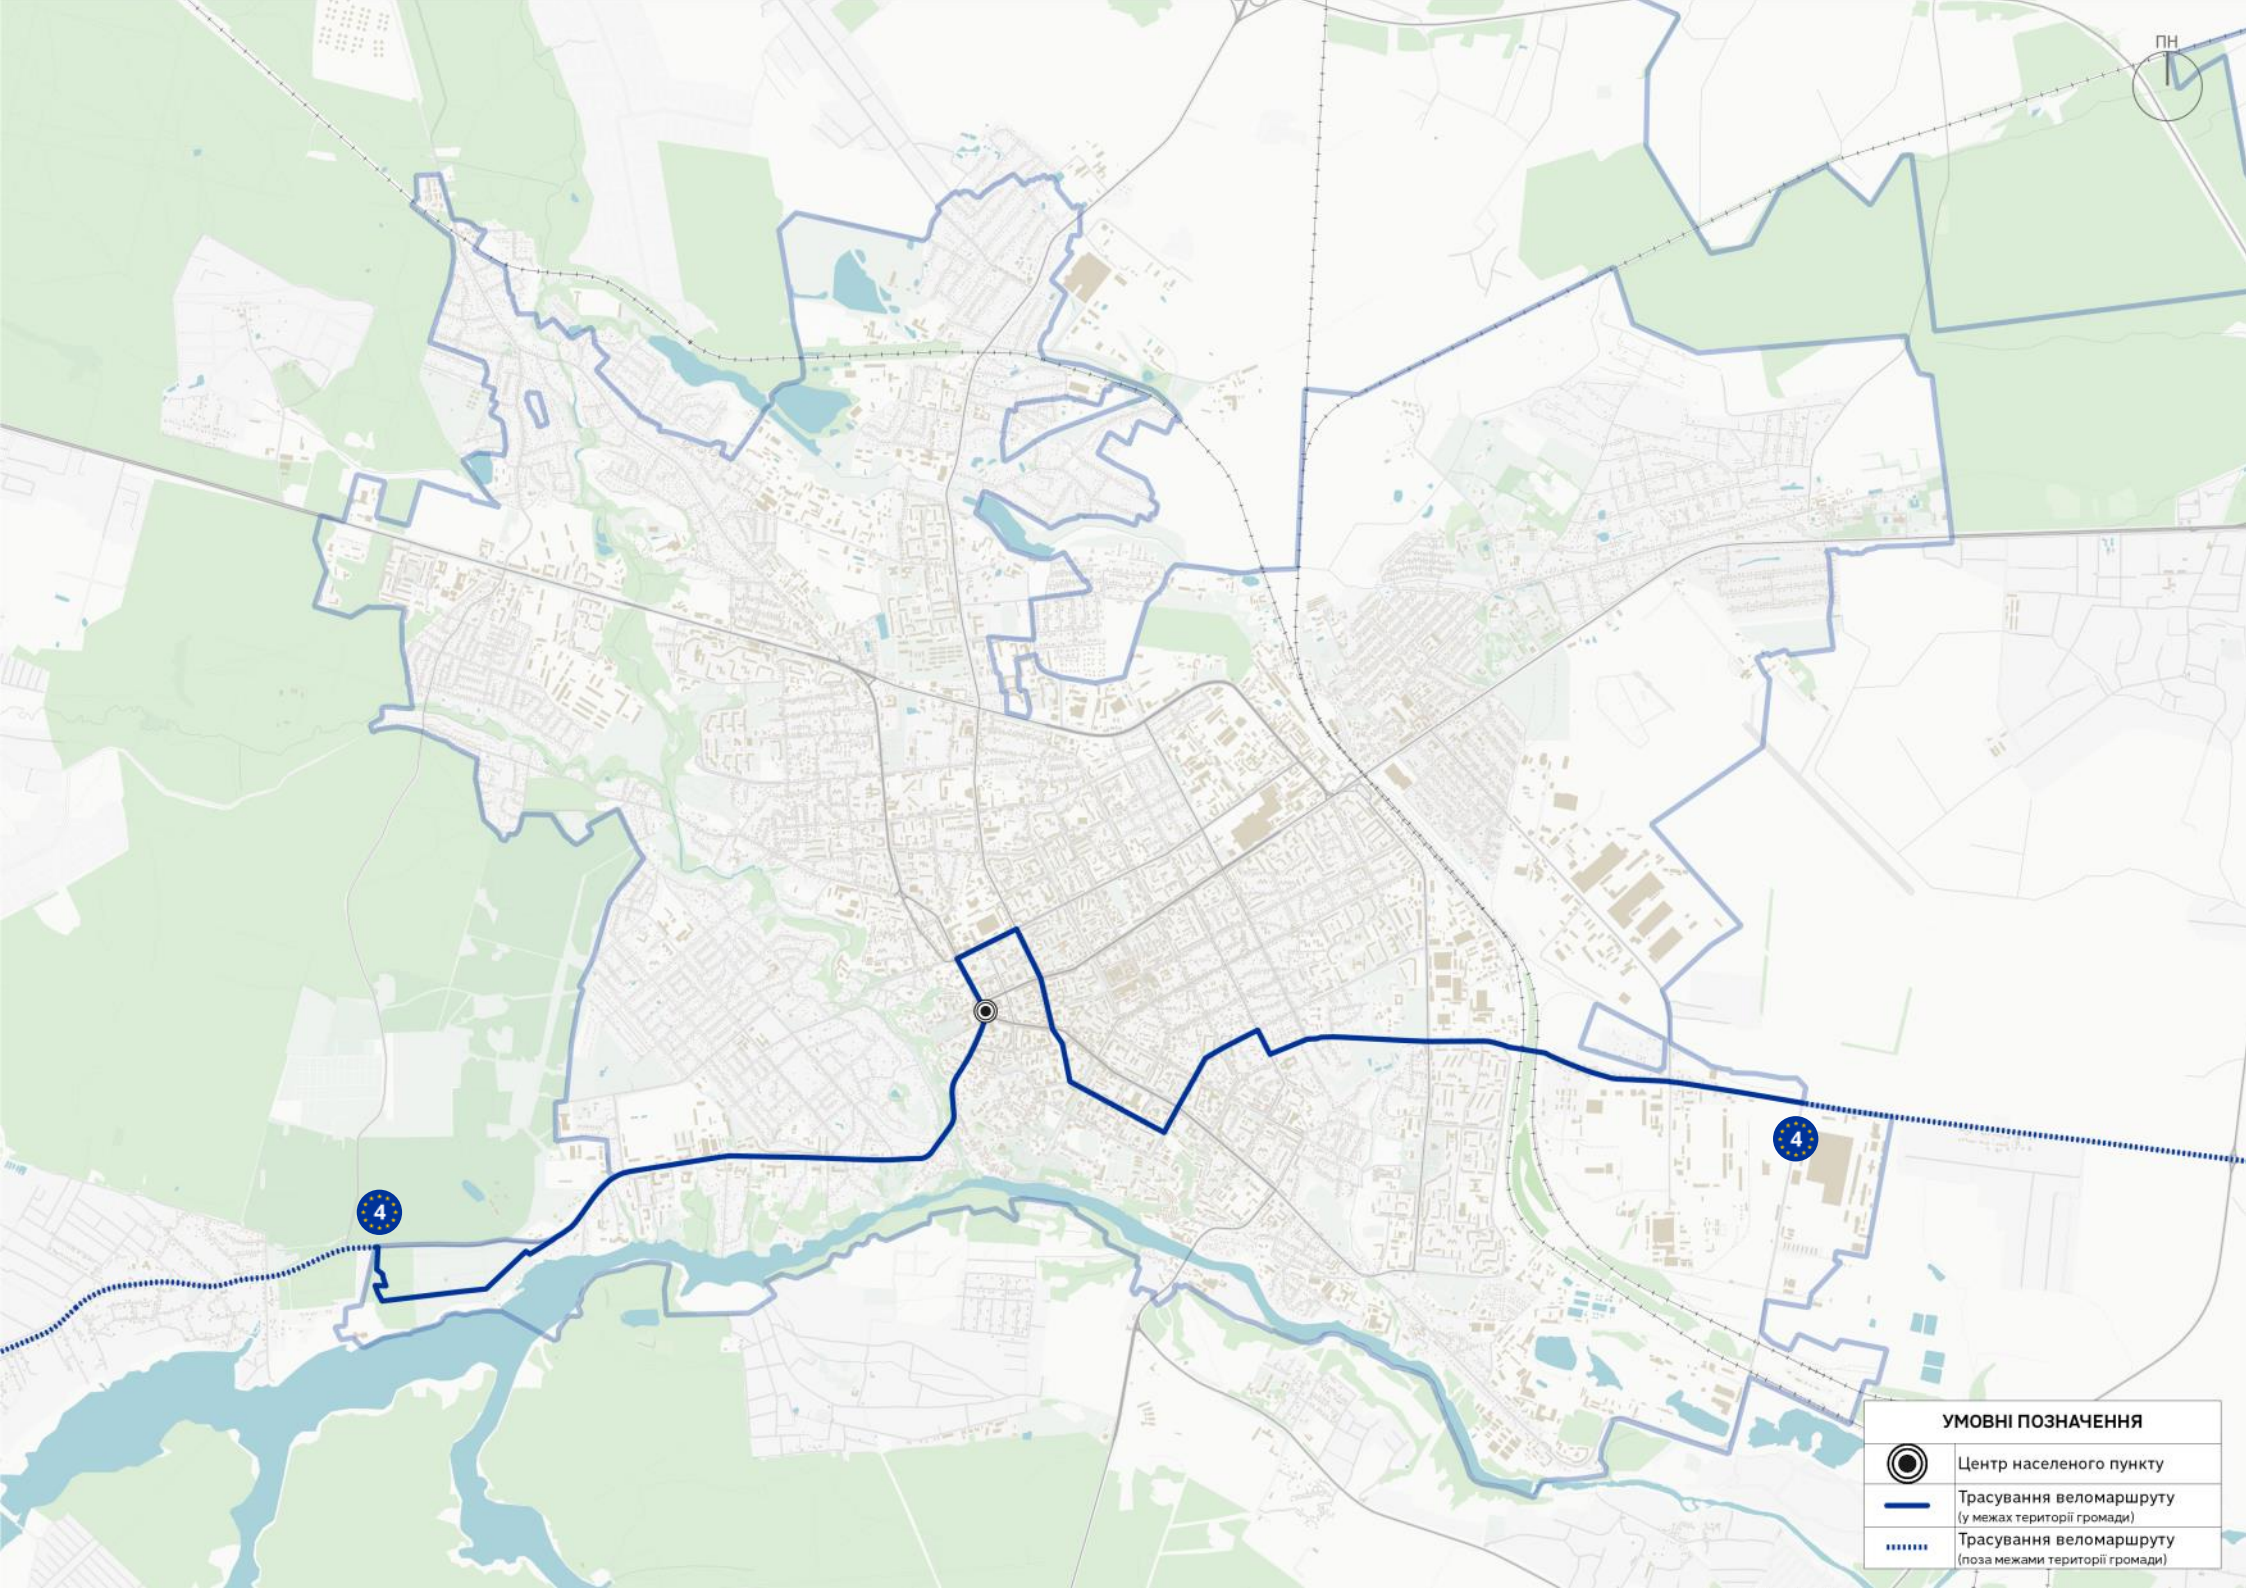 ПН
4
4
УМОВНІ ПОЗНАЧЕННЯ
Центр населеного пункту
Трасування веломаршруту
(у межах території громади)
Трасування веломаршруту
(поза межами території громади)